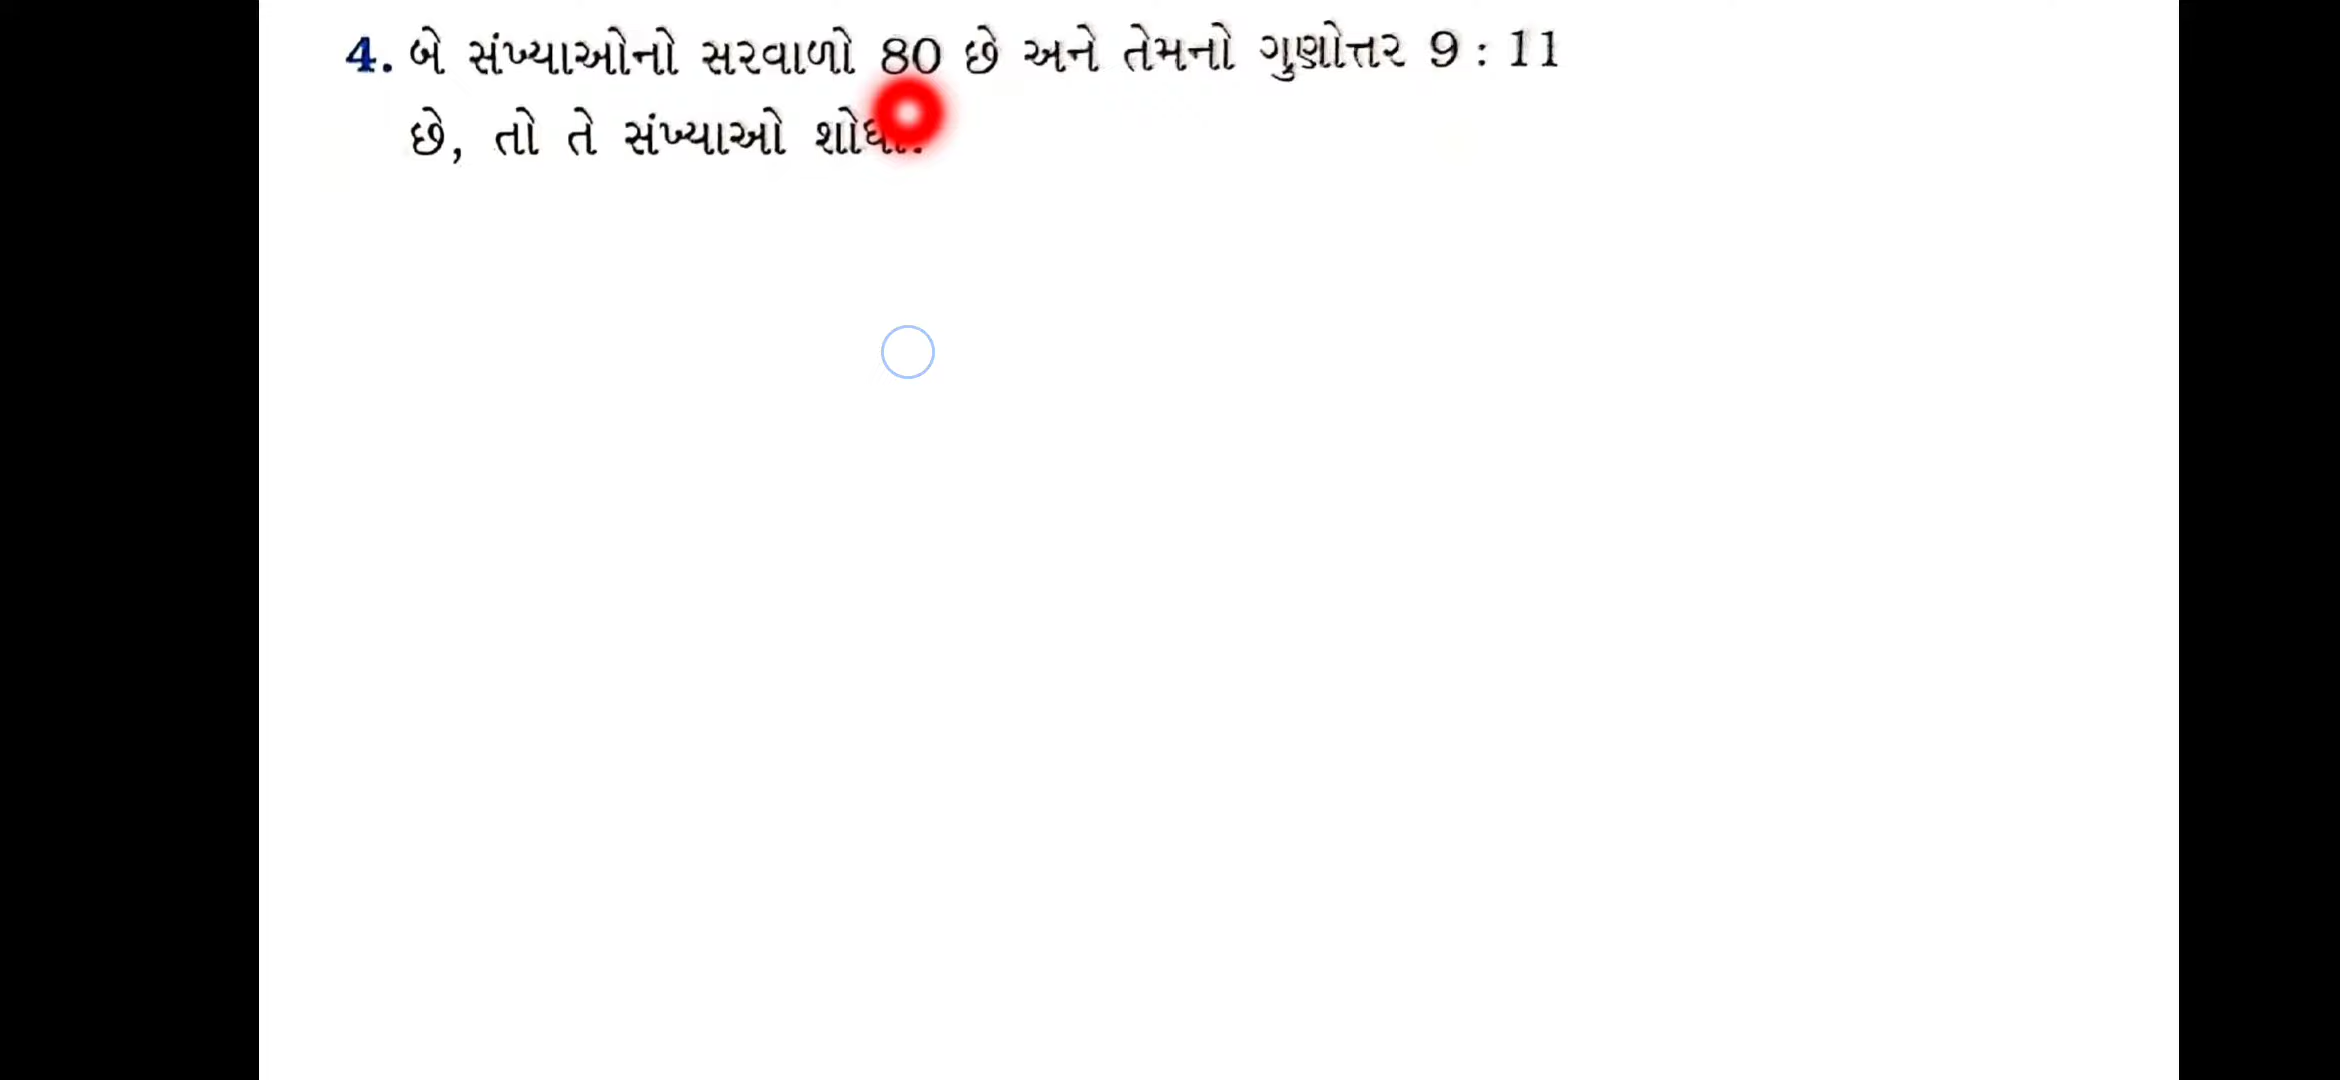 4. બે સંખ્યાઓનો સરવાળો 80 છે અને તેમનો ગુણોત્તર 9 : 11
છે, તો તે સંખ્યાઓ